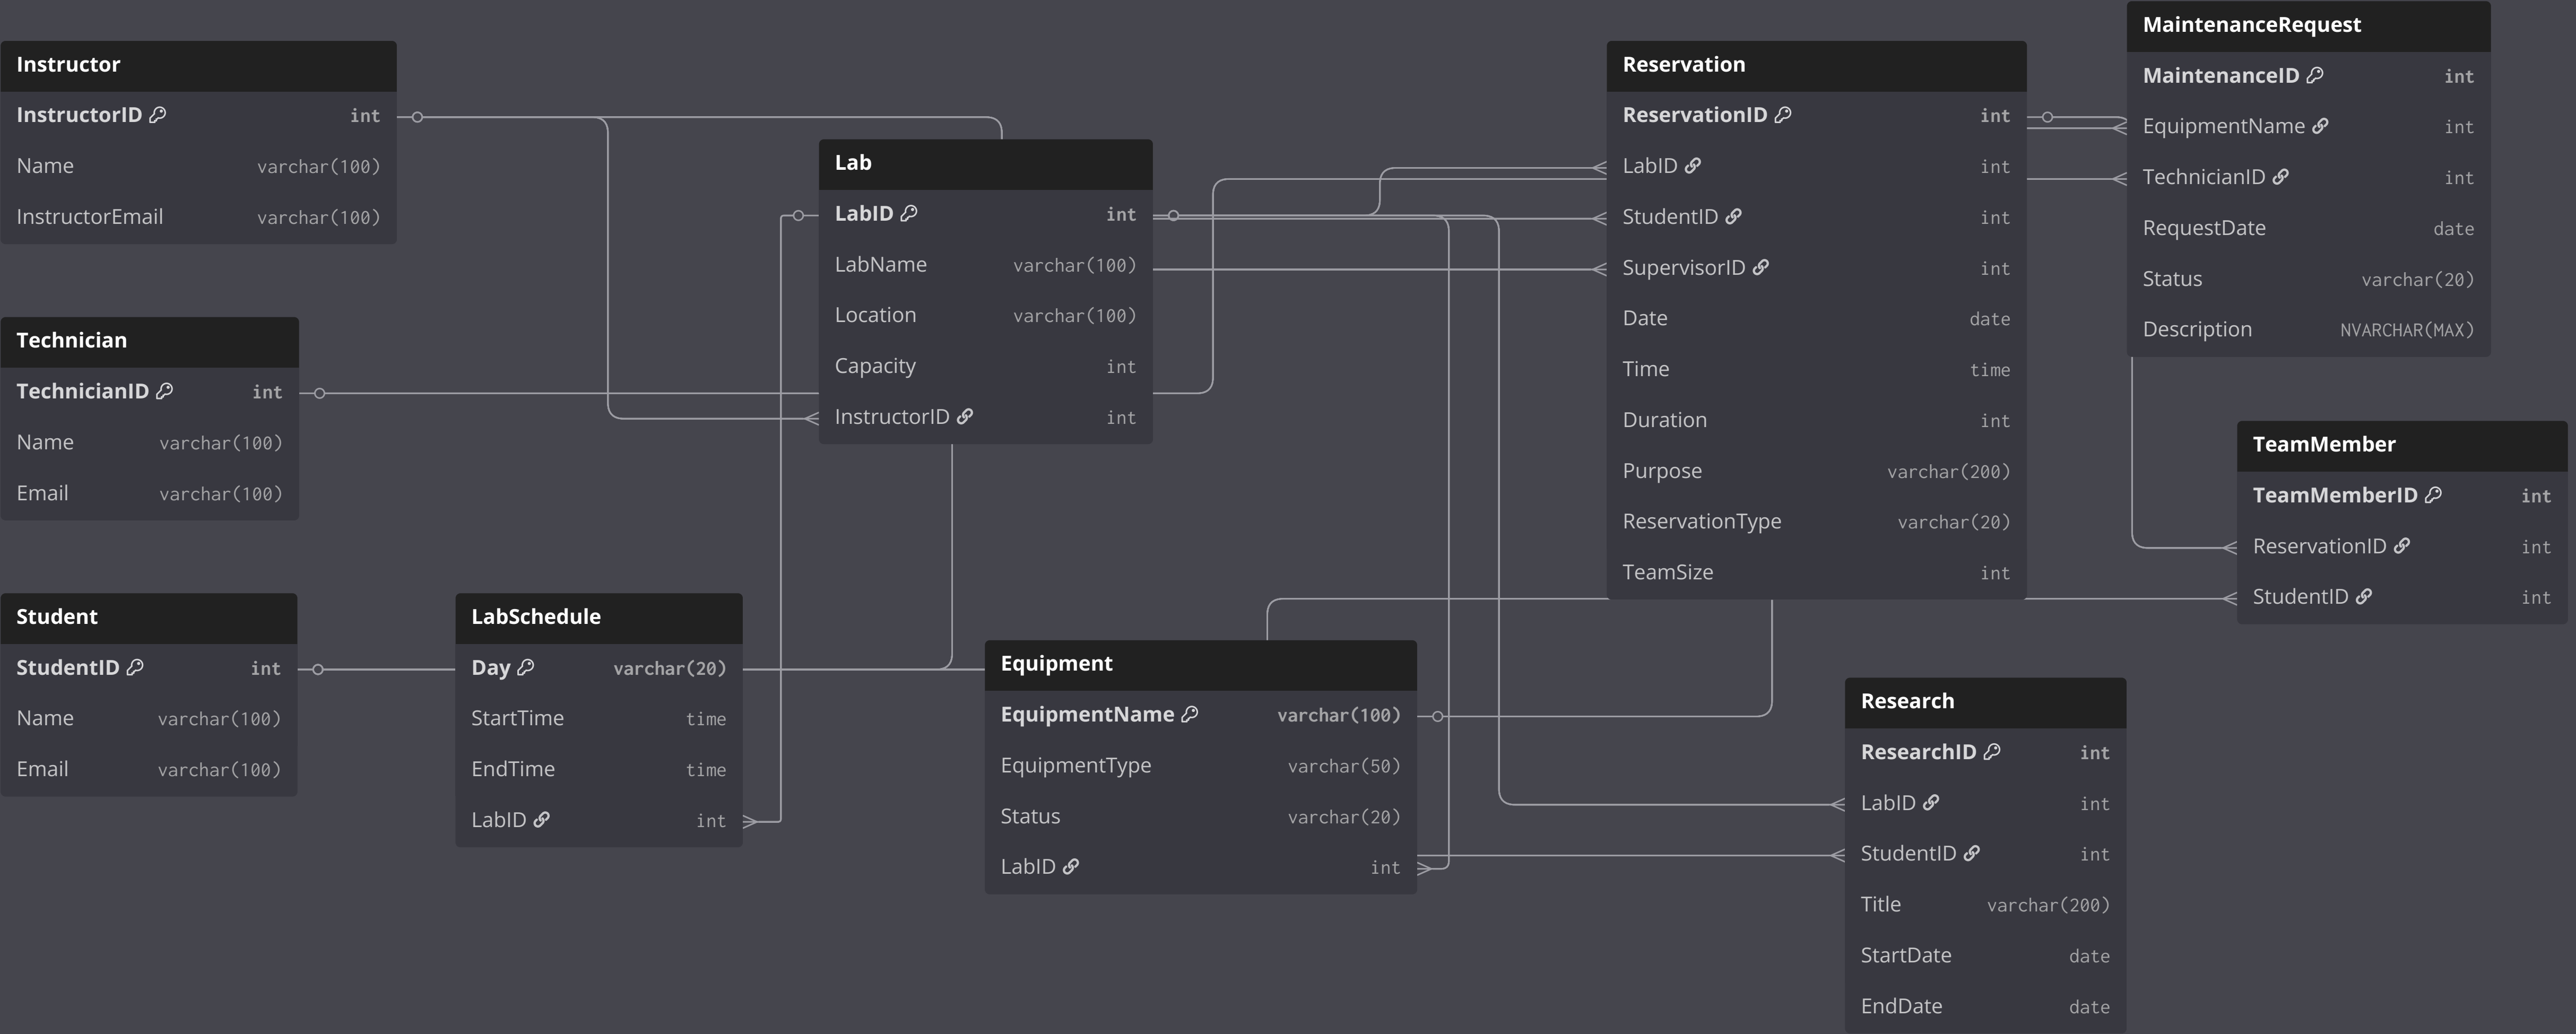 Instructor
InstructorID int
Name varchar(100)
InstructorEmail varchar(100)
Technician
TechnicianID int
Name varchar(100)
Email varchar(100)
Student
StudentID int
Name varchar(100)
Email varchar(100)
LabSchedule
Day varchar(20)
StartTime time
EndTime time
LabID int
Lab
LabID int
LabName varchar(100)
Location varchar(100)
Capacity int
InstructorID int
Equipment
EquipmentName varchar(100)
EquipmentType varchar(50)
Status varchar(20)
LabID int
Reservation
ReservationID int
LabID int
StudentID int
SupervisorID int
Date date
Time time
Duration int
Purpose varchar(200)
ReservationType varchar(20)
TeamSize int
MaintenanceRequest
MaintenanceID int
EquipmentName int
TechnicianID int
RequestDate date
Status varchar(20)
Description NVARCHAR(MAX)
TeamMember
TeamMemberID int
ReservationID int
StudentID int
Research
ResearchID int
LabID int
StudentID int
Title varchar(200)
StartDate date
EndDate date